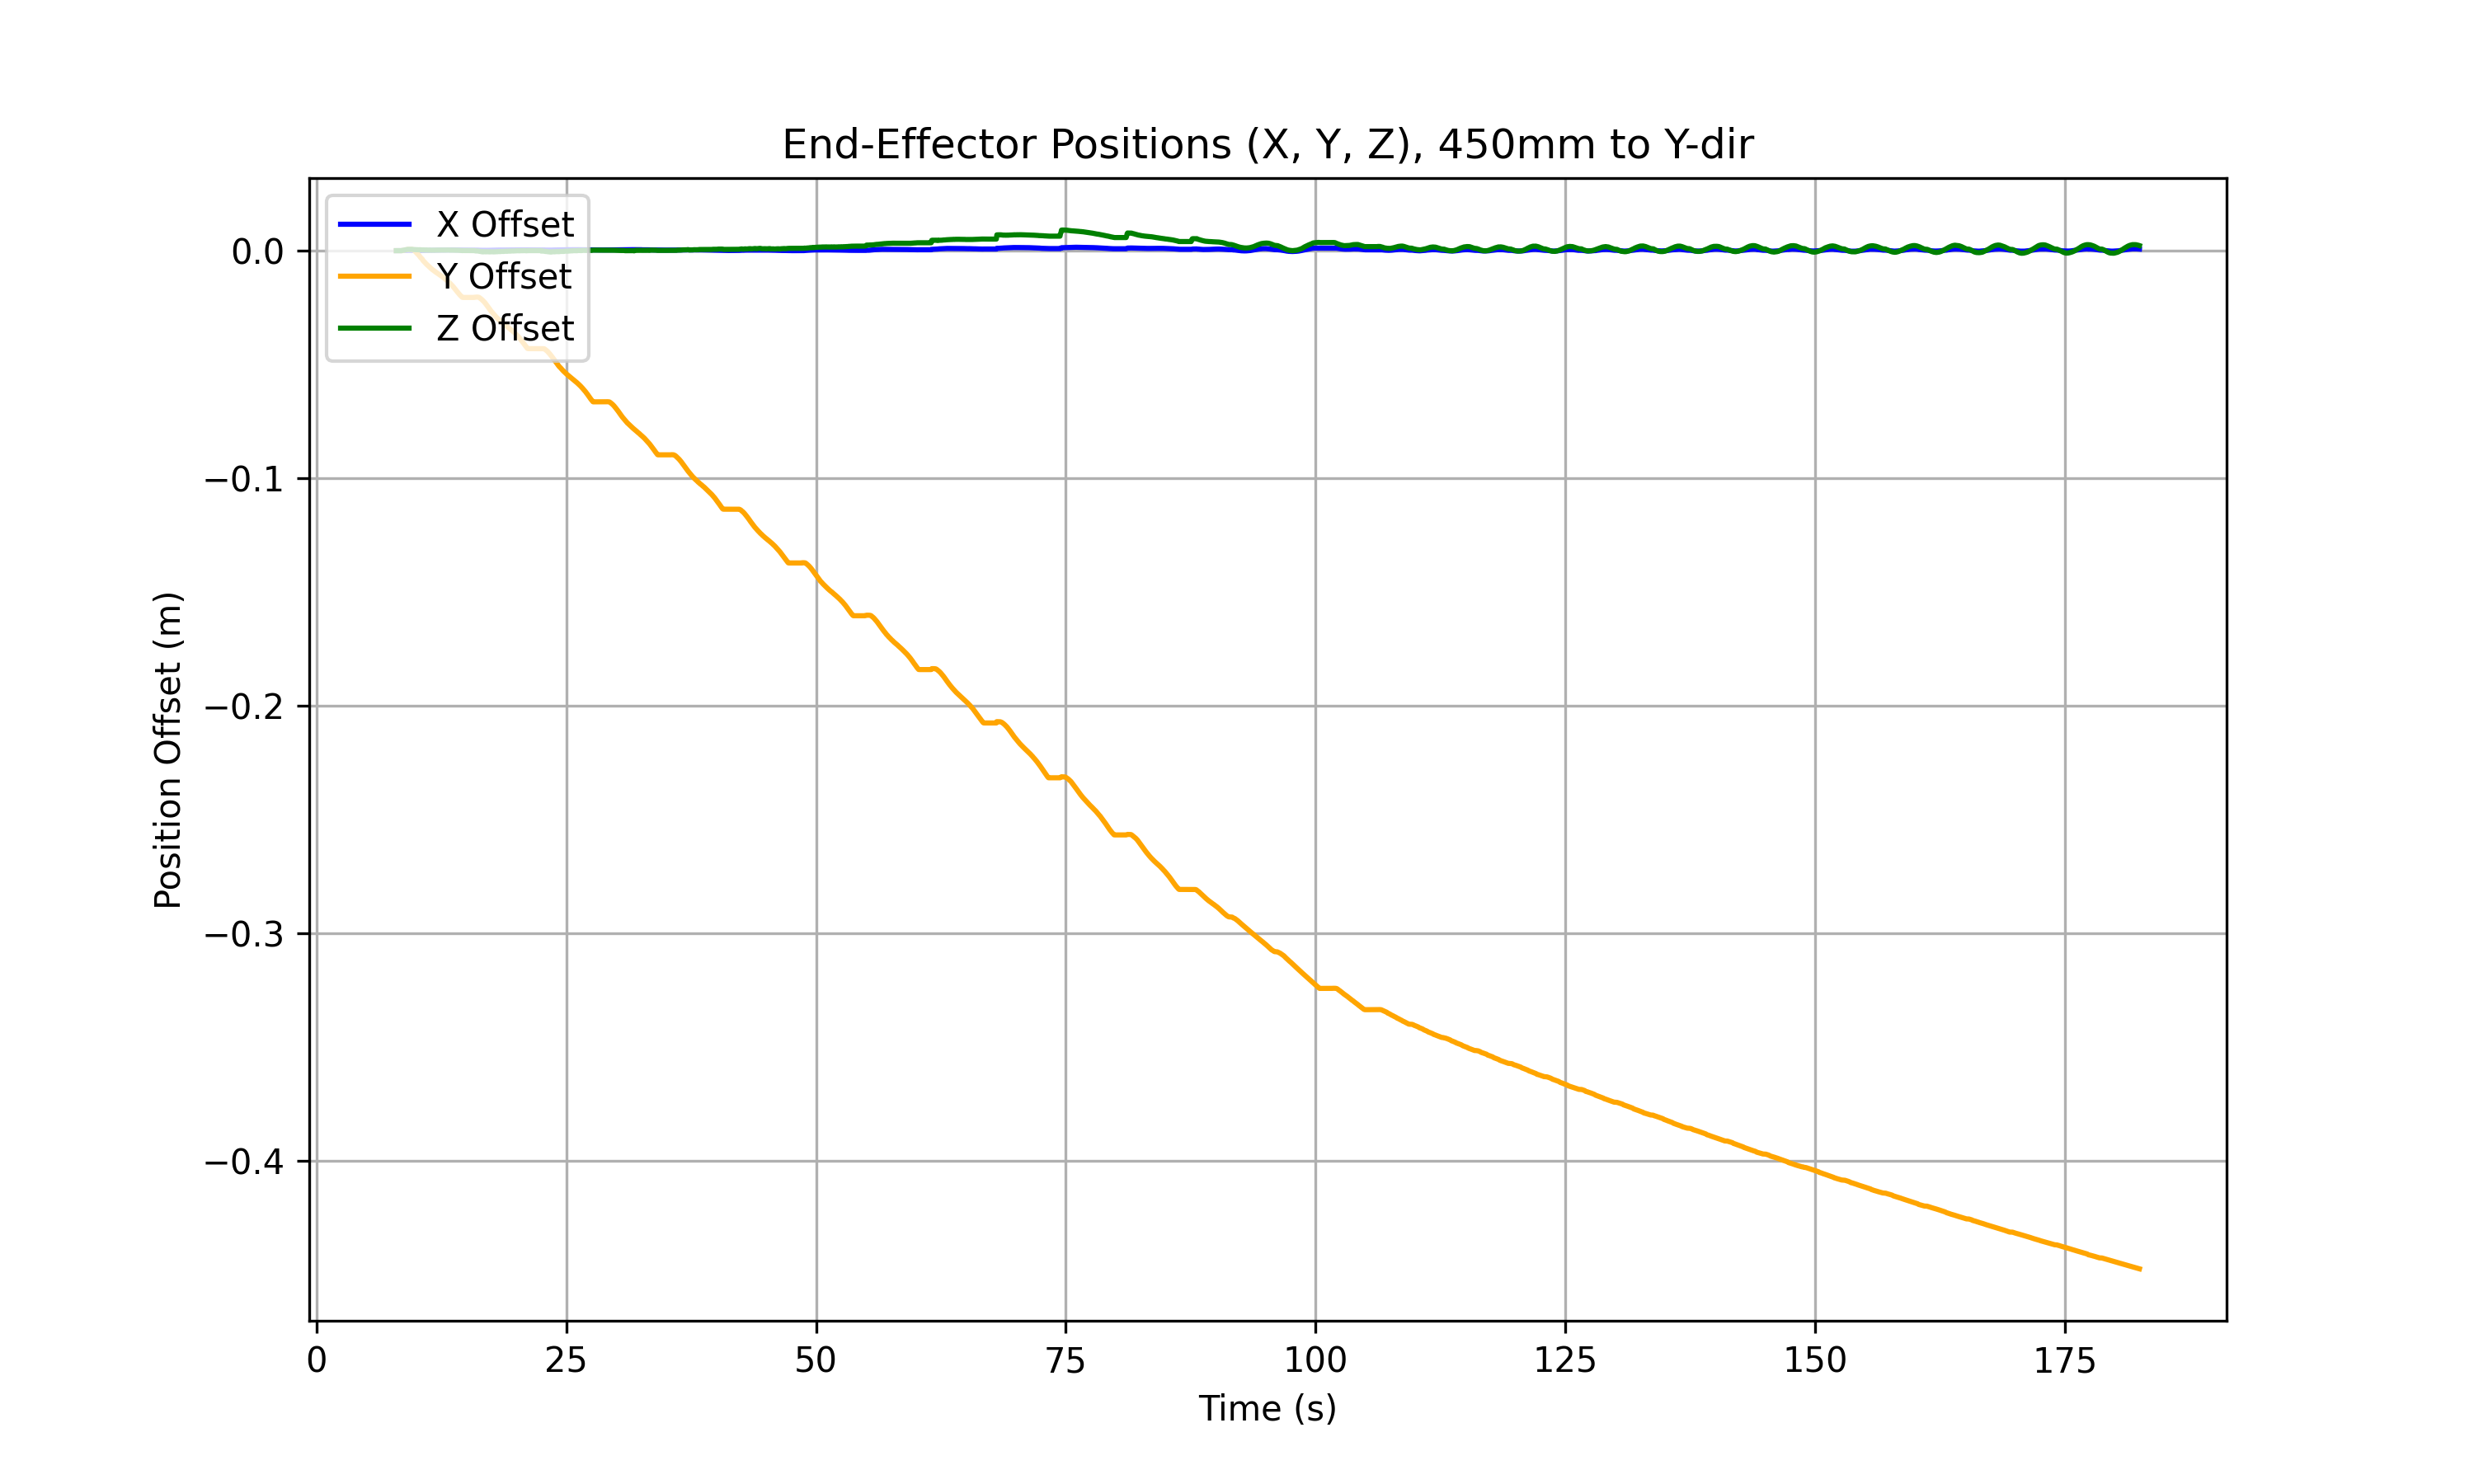 End-Effector Positions (X, Y, Z), 450mm to Y-dir
X Offset
Y Offset
Z Offset
0.0
−0.1
−0.2
−0.3
−0.4
Position Offset (m)
0 25 50 75 100 125 150 175
Time (s)